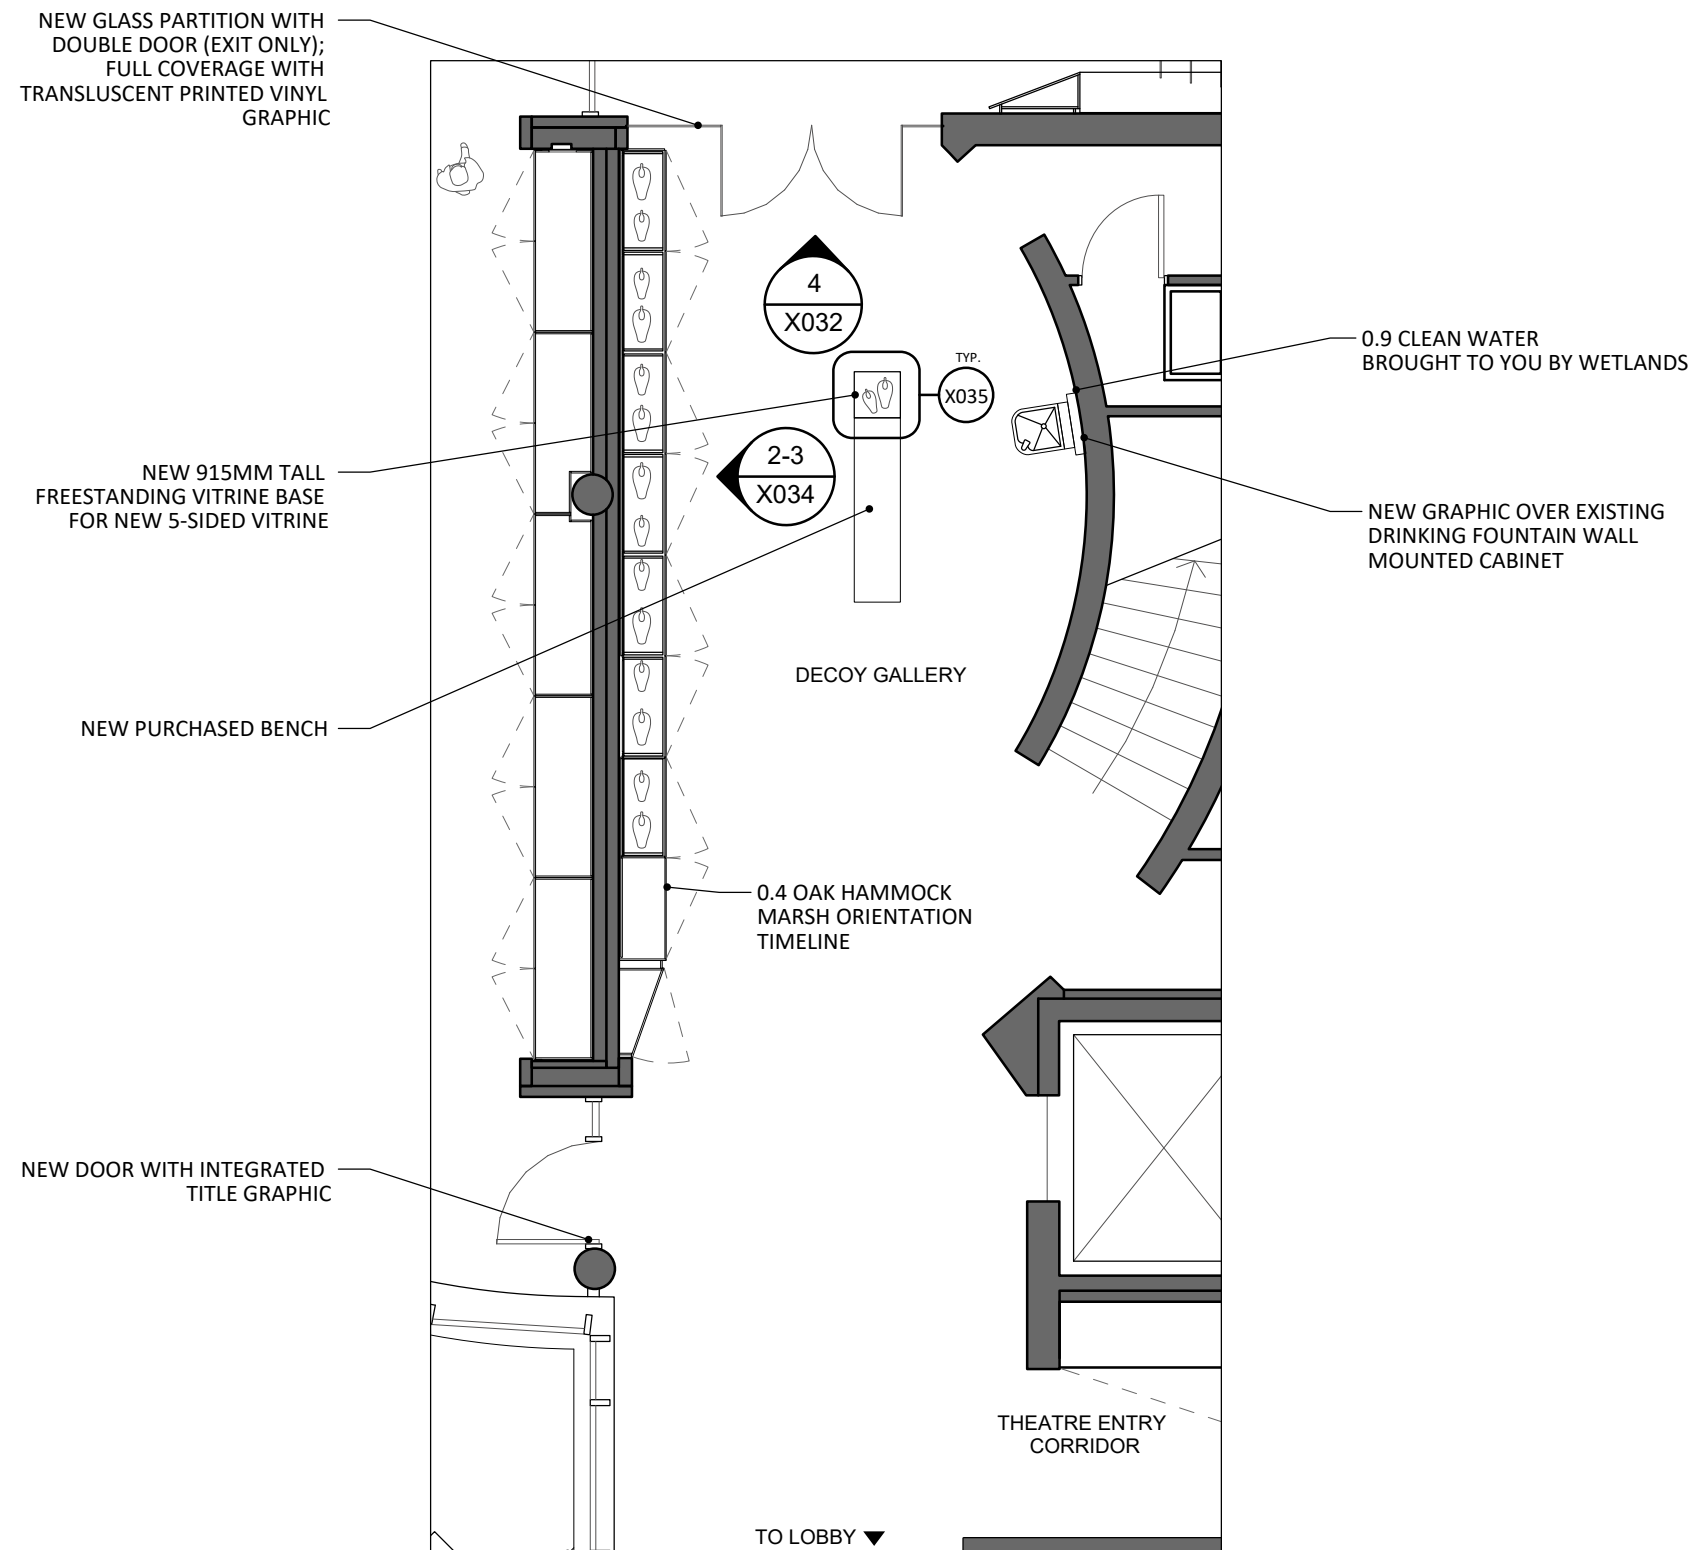 NEW GLASS PARTITION WITH
DOUBLE DOOR (EXIT ONLY);
FULL COVERAGE WITH
TRANSLUSCENT PRINTED VINYL
GRAPHIC
4
X032
TYP.
X035
0.9 CLEAN WATER
BROUGHT TO YOU BY WETLANDS
2-3
X034
NEW 915MM TALL
FREESTANDING VITRINE BASE
FOR NEW 5-SIDED VITRINE
NEW GRAPHIC OVER EXISTING
DRINKING FOUNTAIN WALL
MOUNTED CABINET
DECOY GALLERY
NEW PURCHASED BENCH
0.4 OAK HAMMOCK
MARSH ORIENTATION
TIMELINE
NEW DOOR WITH INTEGRATED
TITLE GRAPHIC
THEATRE ENTRY
CORRIDOR
TO LOBBY